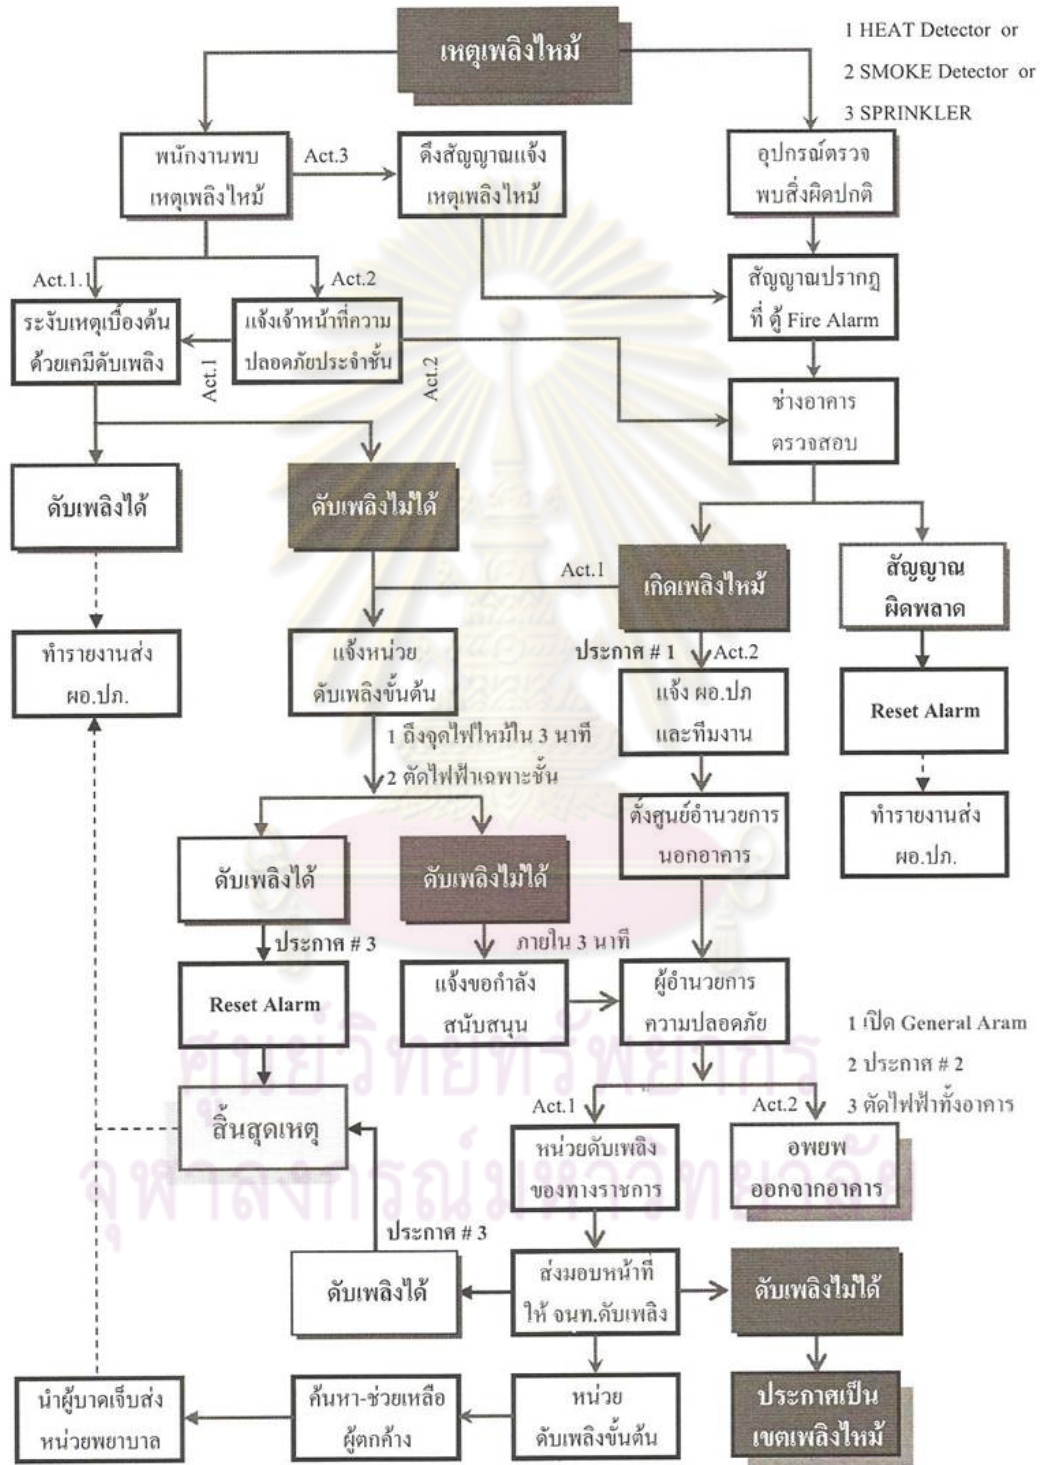 เหตุเพลิงไหม้
1 HEAT Detector or
2 SMOKE Detector or
3 SPRINKLER
พนักงานพบ
เหตุเพลิงไหม้
Act.3
ดึงสัญญาณแจ้ง
เหตุเพลิงไหม้
อุปกรณ์ตรวจ
พบสิ่งผิดปกติ
Act.1.1
Act.2
สัญญาณปรากฏ
ที่ ตู้ Fire Alarm
ระงับเหตุเบื้องต้น
ด้วยเคมีดับเพลิง
Act.1
แจ้งเจ้าหน้าที่ความ
ปลอดภัยประจำชั้น
Act.2
ช่างอาคาร
ตรวจสอบ
ดับเพลิงได้
ดับเพลิงไม่ได้
Act.1
เกิดเพลิงไหม้
สัญญาณ
ผิดพลาด
ทำรายงานส่ง
ผอ.ปภ.
แจ้งหน่วย
ดับเพลิงขั้นต้น
ประกาศ # 1
Act.2
แจ้ง ผอ.ปภ
และทีมงาน
Reset Alarm
1 ถึงจุดไฟไหม้ใน 3 นาที
2 ตัดไฟฟ้าเฉพาะชั้น
ตั้งศูนย์อำนวยการ
นอกอาคาร
ทำรายงานส่ง
ผอ.ปภ.
ดับเพลิงได้
ดับเพลิงไม่ได้
ประกาศ # 3
ภายใน 3 นาที
Reset Alarm
แจ้งขอกำลัง
สนับสนุน
ผู้อำนวยการ
ความปลอดภัย
1 เปิด General Aram
2 ประกาศ # 2
3 ตัดไฟฟ้าทั้งอาคาร
ศูนย์วิทยทรัพยากร
จุฬาลงกรณ์มหาวิทยาลัย
Act.1
Act.2
สิ้นสุดเหตุ
หน่วยดับเพลิง
ของทางราชการ
อพยพ
ออกจากอาคาร
ประกาศ # 3
ดับเพลิงได้
ส่งมอบหน้าที่
ให้ จนท.ดับเพลิง
ดับเพลิงไม่ได้
นำผู้บาดเจ็บส่ง
หน่วยพยาบาล
ค้นหา-ช่วยเหลือ
ผู้ตกค้าง
หน่วย
ดับเพลิงขั้นต้น
ประกาศเป็น
เขตเพลิงไหม้